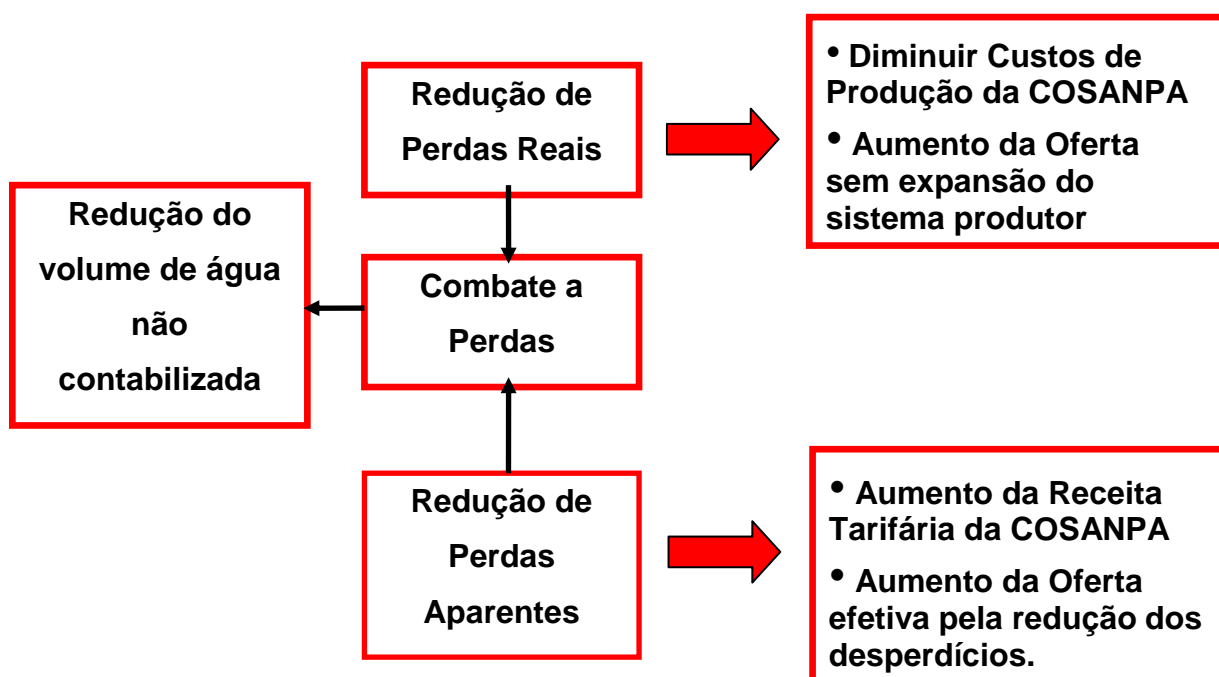 Redução de
Perdas Reais
• Diminuir Custos de
Produção da COSANPA
• Aumento da Oferta
sem expansão do
sistema produtor
Redução do
volume de água
não
contabilizada
Combate a
Perdas
Redução de
Perdas
Aparentes
• Aumento da Receita
Tarifária da COSANPA
• Aumento da Oferta
efetiva pela redução dos
desperdícios.